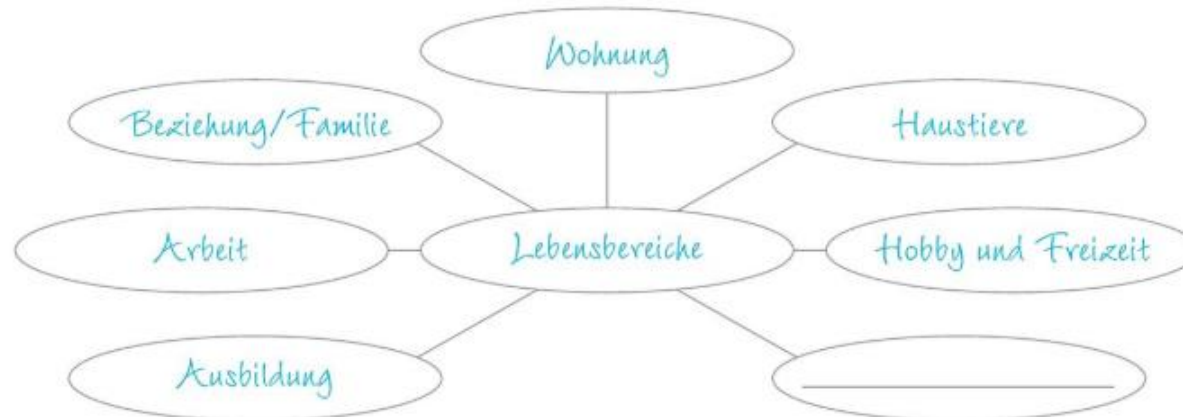 Wohnung
Beziehung/Familie
Haustiere
Arbeit
Lebensbereiche
Hobby und Freizeit
Ausbildung